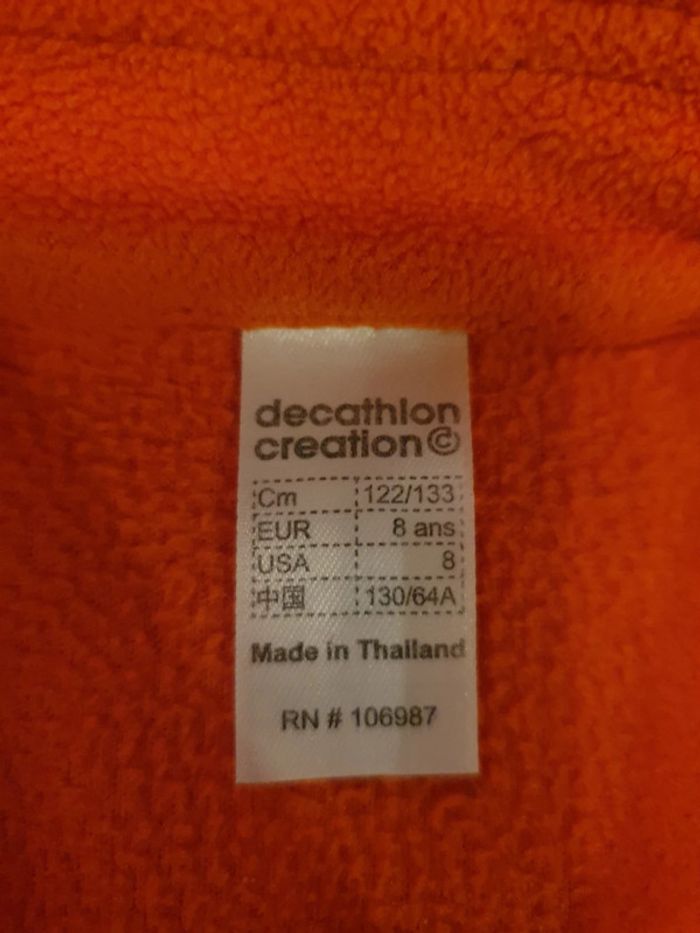 decathlon
creation©
Cm 122/133
EUR 8 ans
USA 8
中国 130/64A
Made in Thailand
RN # 106987